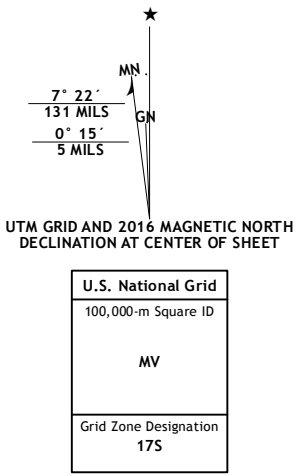 ★
MN
7° 22´
131 MILS
GN
0° 15´
5 MILS
UTM GRID AND 2016 MAGNETIC NORTH
DECLINATION AT CENTER OF SHEET
U.S. National Grid
100,000-m Square ID
MV
Grid Zone Designation
17S